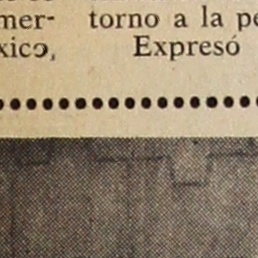 mer-
xico,
torno a la pe
Expresó